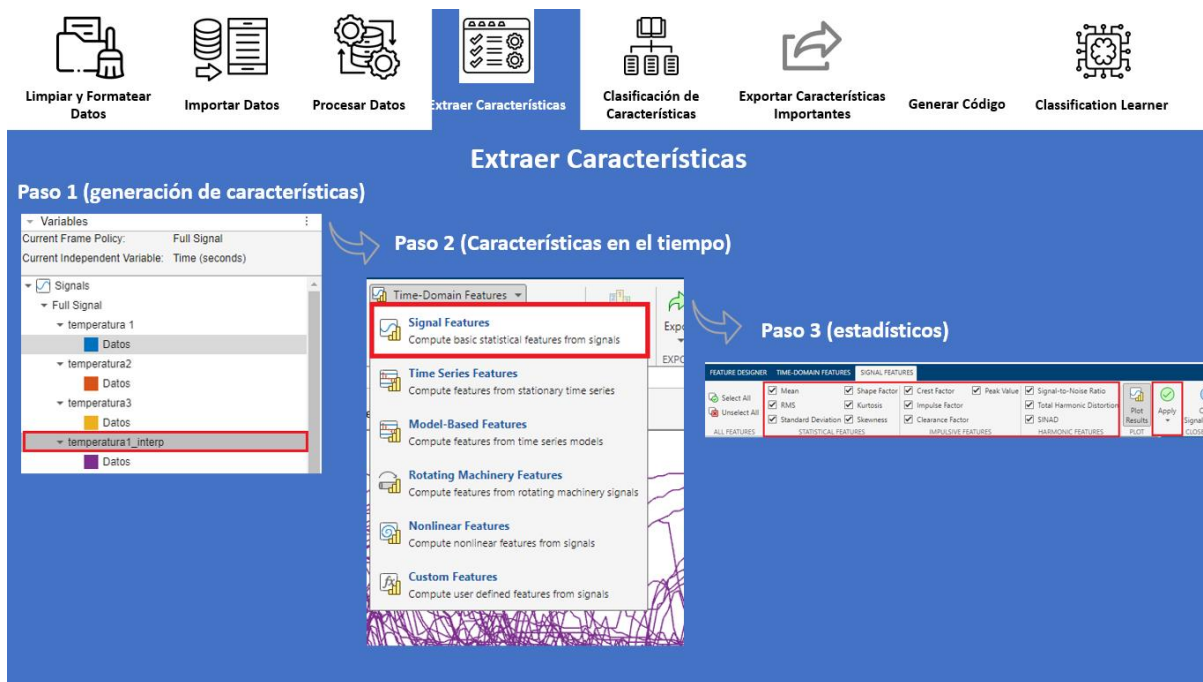 Limpiar y Formatear
Datos
Importar Datos
Procesar Datos
Extraer Características
Clasificación de
Características
Exportar Características
Importantes
Generar Código
Classification Learner
Extraer Características
Paso 1 (generación de características)
Variables
Current Frame Policy: Full Signal
Current Independent Variable: Time (seconds)
Signals
Full Signal
temperatura 1
Datos
temperatura2
Datos
temperatura3
Datos
temperatura1_interp
Datos
Paso 2 (Características en el tiempo)
Time-Domain Features
Signal Features
Compute basic statistical features from signals
Time Series Features
Compute features from stationary time series
Model-Based Features
Compute features from time series models
Rotating Machinery Features
Compute features from rotating machinery signals
Nonlinear Features
Compute nonlinear features from signals
Custom Features
Compute user defined features from signals
Paso 3 (estadísticos)
FEATURE DESIGNER TIME-DOMAIN FEATURES SIGNAL FEATURES
Select All
Unselect All
ALL FEATURES
Mean Shape Factor
RMS Kurtosis
Standard Deviation Skewness
STATISTICAL FEATURES
Crest Factor Peak Value
Impulse Factor
Clearance Factor
IMPULSIVE FEATURES
Signal-to-Noise Ratio
Total Harmonic Distortion
SINAD
HARMONIC FEATURES
Plot
Results
PLOT
Apply